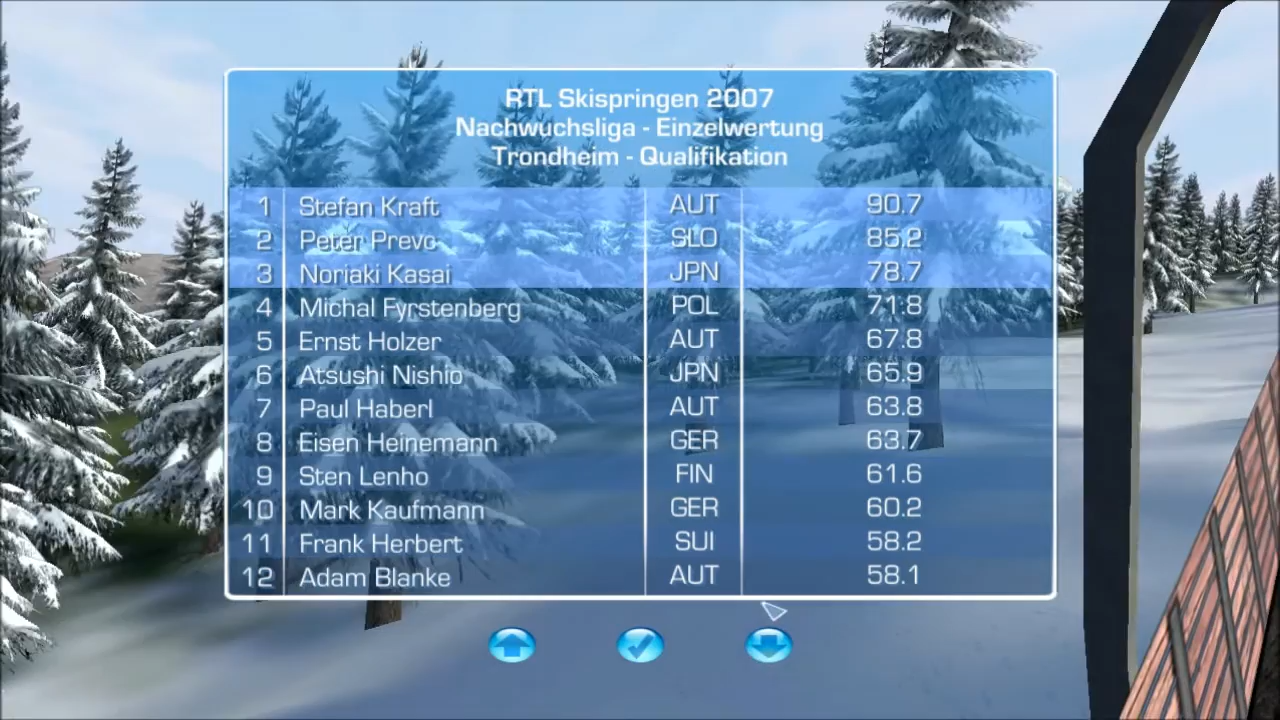 RTL Skispringen 2007
Nachwuchsliga - Einzelwertung
Trondheim - Qualifikation
1 Stefan Kraft AUT 90.7
2 Peter Prevc SLO 85.2
3 Noriaki Kasai JPN 78.7
4 Michal Fyrstenberg POL 71.8
5 Ernst Holzer AUT 67.8
6 Atsushi Nishio JPN 65.9
7 Paul Haberl AUT 63.8
8 Eisen Heinemann GER 63.7
9 Sten Lenho FIN 61.6
10 Mark Kaufmann GER 60.2
11 Frank Herbert SUI 58.2
12 Adam Blanke AUT 58.1